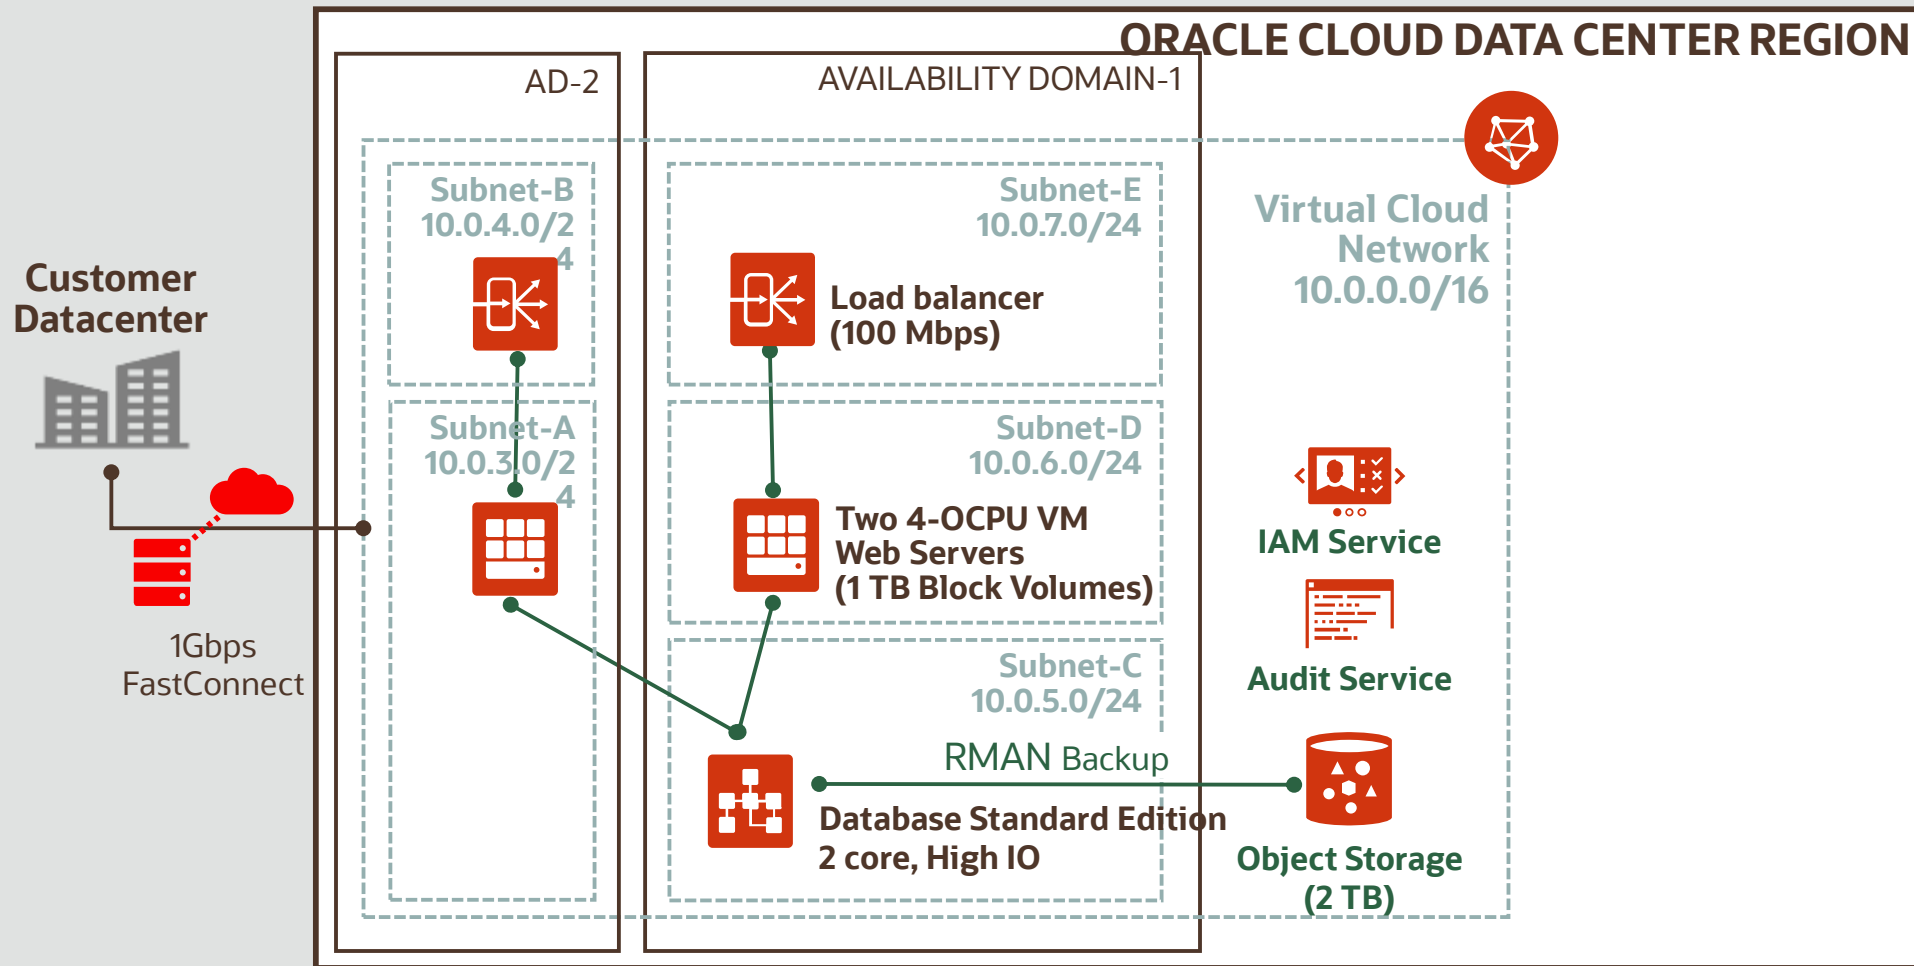 ORACLE CLOUD DATA CENTER REGION
AD-2
AVAILABILITY DOMAIN-1
Subnet-B
10.0.4.0/2
4
Subnet-E
10.0.7.0/24
Virtual Cloud
Network
10.0.0.0/16
Customer
Datacenter
Load balancer
(100 Mbps)
Subnet-A
10.0.3.0/2
4
Subnet-D
10.0.6.0/24
Two 4-OCPU VM
Web Servers
(1 TB Block Volumes)
IAM Service
1Gbps
FastConnect
Subnet-C
10.0.5.0/24
Audit Service
RMAN Backup
Database Standard Edition
2 core, High IO
Object Storage
(2 TB)